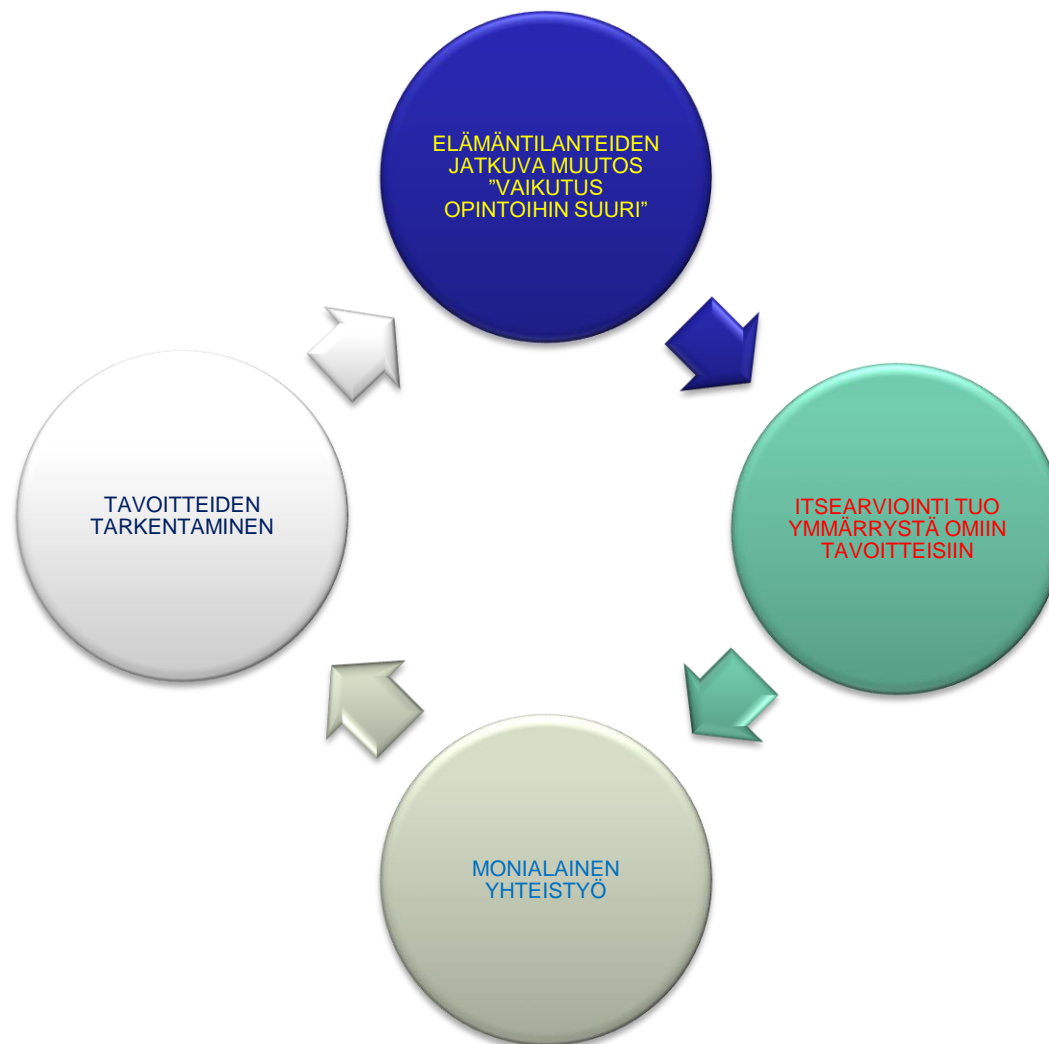 ELÄMÄNTILANTEIDEN
JATKUVA MUUTOS
”VAIKUTUS
OPINTOIHIN SUURI”
ITSEARVIOINTI TUO
YMMÄRRYSTÄ OMIIN
TAVOITTEISIIN
MONIALAINEN
YHTEISTYÖ
TAVOITTEIDEN
TARKENTAMINEN